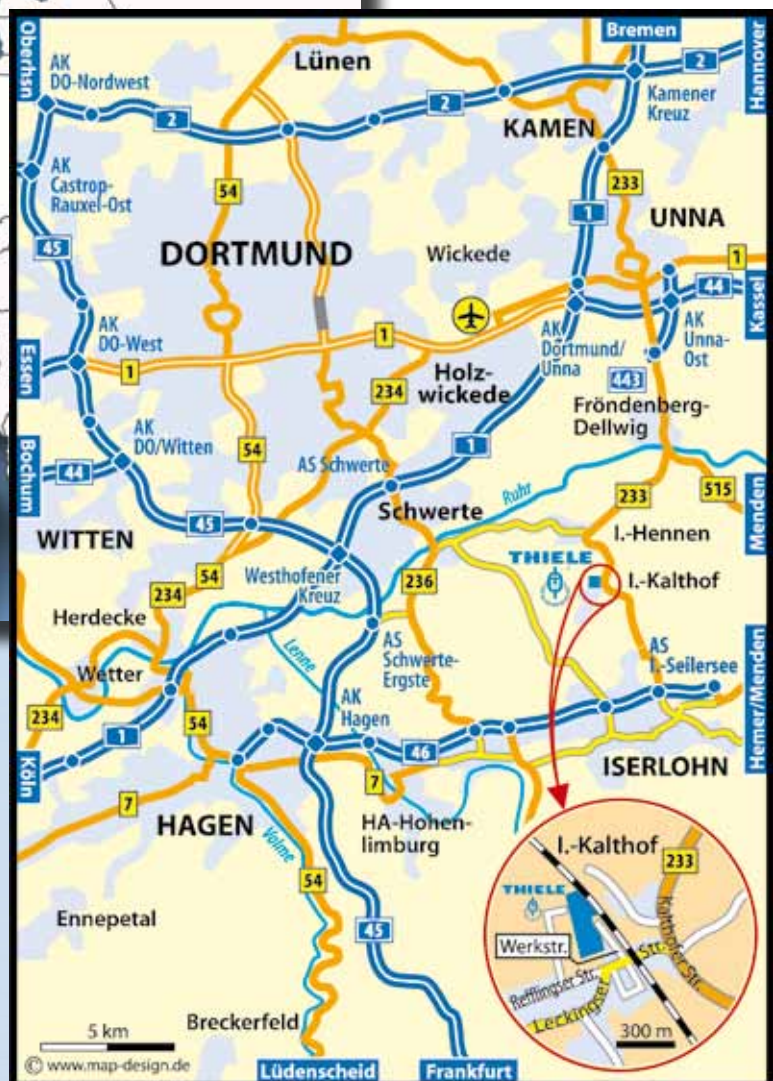 Oberhsn
AK
DO-Nordwest
Lünen
Bremen
2
Hannover
2
2
Kamener
Kreuz
KAMEN
AK
Castrop-
Rauxel-Ost
54
233
1
UNNA
45
DORTMUND
Wickede
1
44
Kassel
AK
DO-West
Essen
1
1
AK
Dortmund/
Unna
AK
Unna-
Ost
Holz-
wickede
234
443
Fröndenberg-
Dellwig
AK
DO/Witten
54
1
Bochum
44
AS Schwerte
45
Ruhr
233
515
Menden
Schwerte
I.-Hennen
WITTEN
54
Westhofener
Kreuz
236
THIELE
I.-Kalthof
234
Herdecke
Lenne
AS
Schwerte-
Ergste
AS
I.-Seilersee
Wetter
234
54
AK
Hagen
1
46
Hemer/Menden
Köln
7
7
ISERLOHN
HAGEN
Volme
HA-Hohen-
limburg
I.-Kalthof
233
54
THIELE
Kalthofer Str.
Ennepetal
45
Werkstr.
Refflingser Str.
Leckingser Str.
Breckerfeld
5 km
300 m
© www.map-design.de
Lüdenscheid
Frankfurt